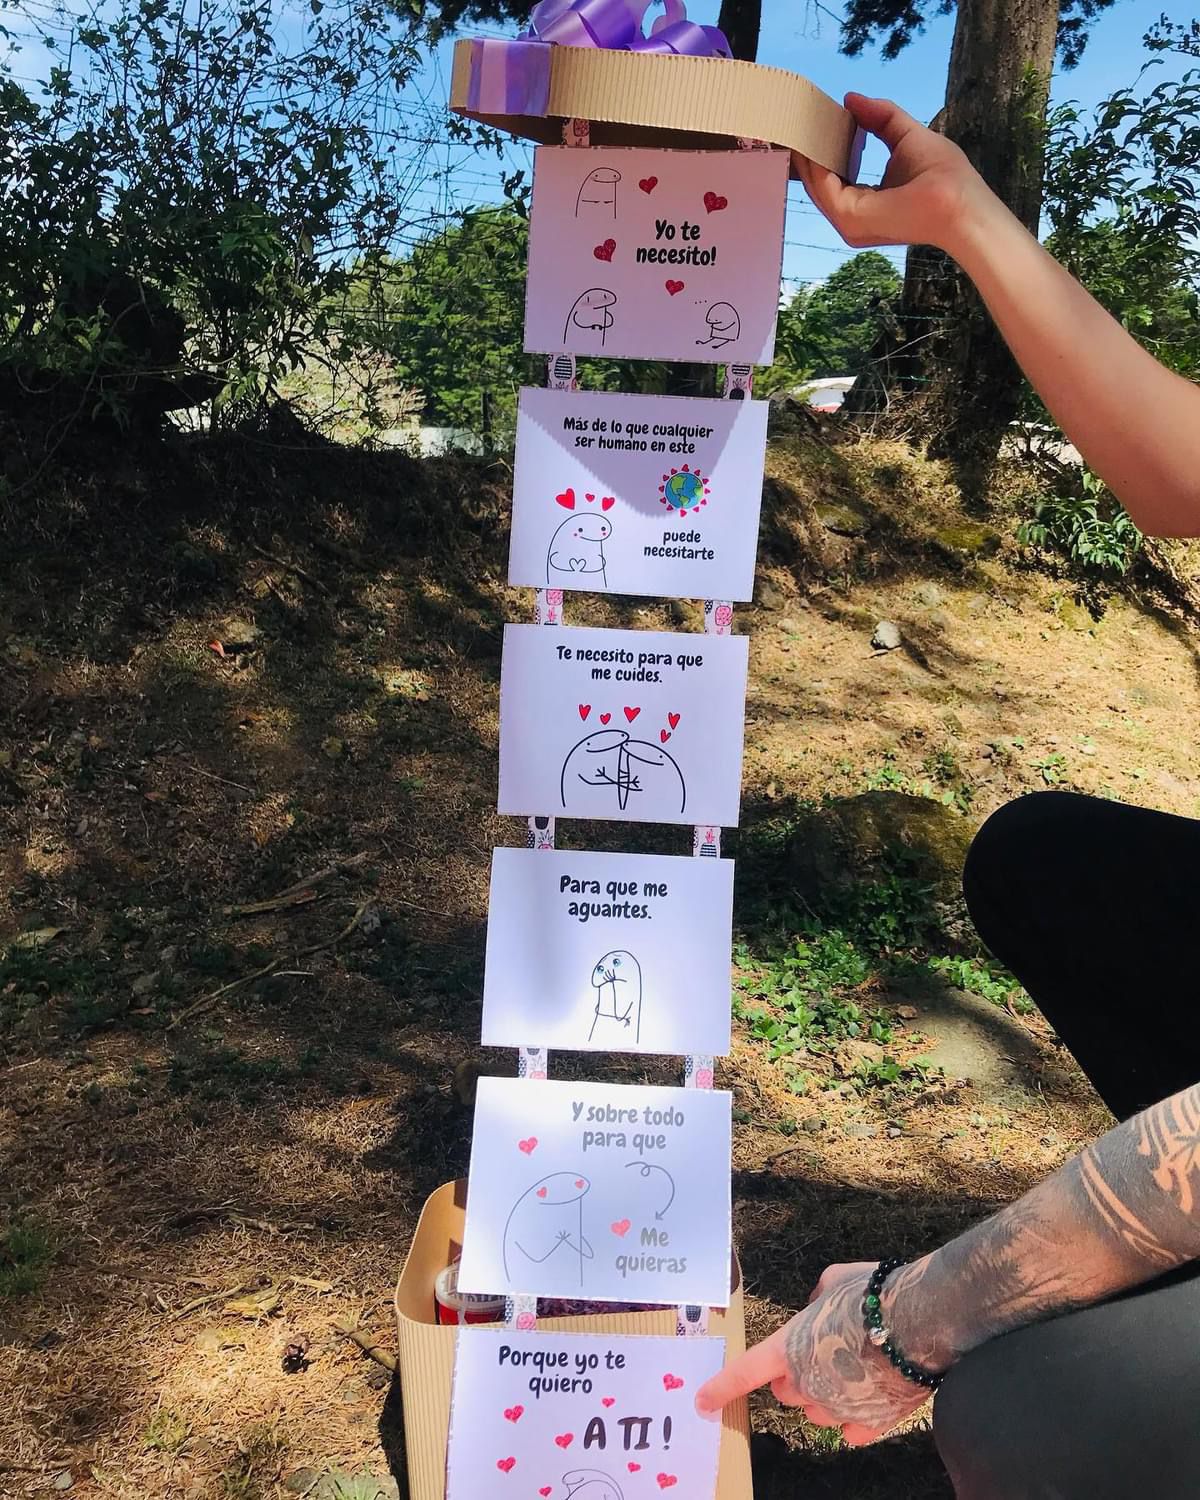 Yo te
necesito!
Más de lo que cualquier
ser humano en este
puede
necesitarte
Te necesito para que
me cuides.
Para que me
aguantes.
Y sobre todo
para que
Me
quieras
Porque yo te
quiero
A TI!